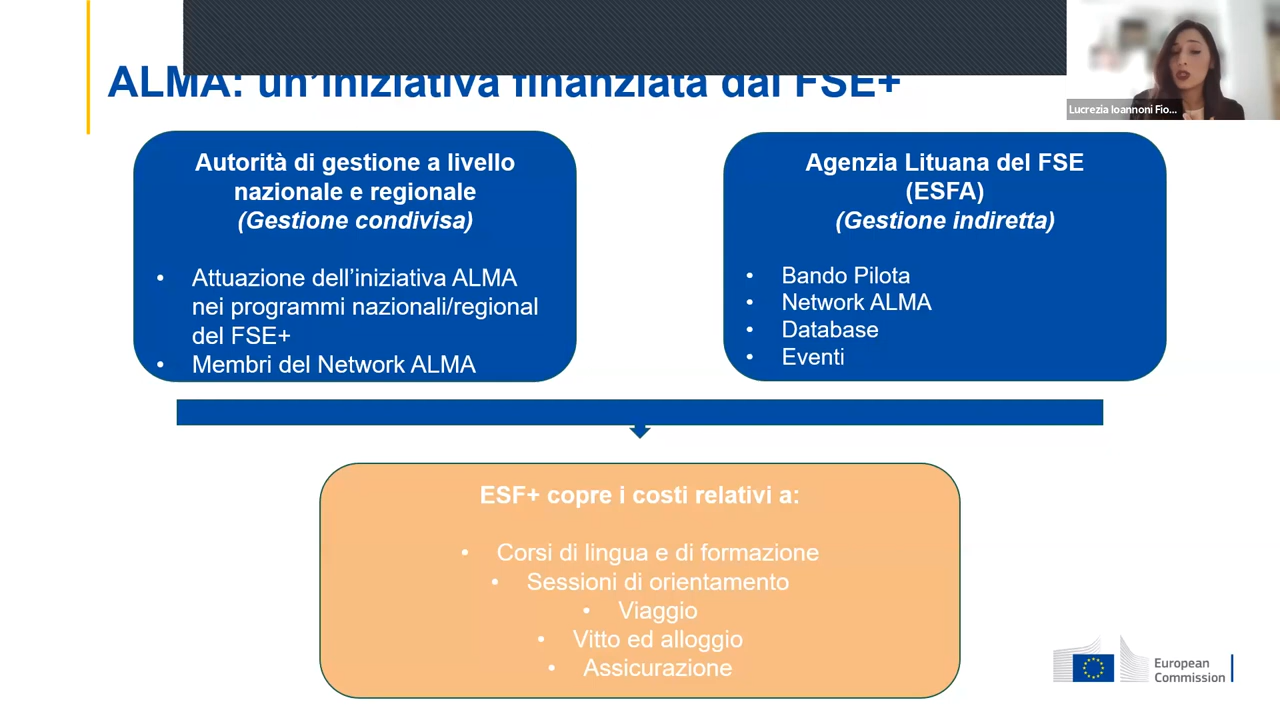 ALMA: un'iniziativa finanziata dal FSE+
Lucrezia Ioannoni Fio...
Autorità di gestione a livello
nazionale e regionale
(Gestione condivisa)
• Attuazione dell’iniziativa ALMA
nei programmi nazionali/regional
del FSE+
• Membri del Network ALMA
Agenzia Lituana del FSE
(ESFA)
(Gestione indiretta)
• Bando Pilota
• Network ALMA
• Database
• Eventi
ESF+ copre i costi relativi a:
• Corsi di lingua e di formazione
• Sessioni di orientamento
• Viaggio
• Vitto ed alloggio
• Assicurazione
European
Commission